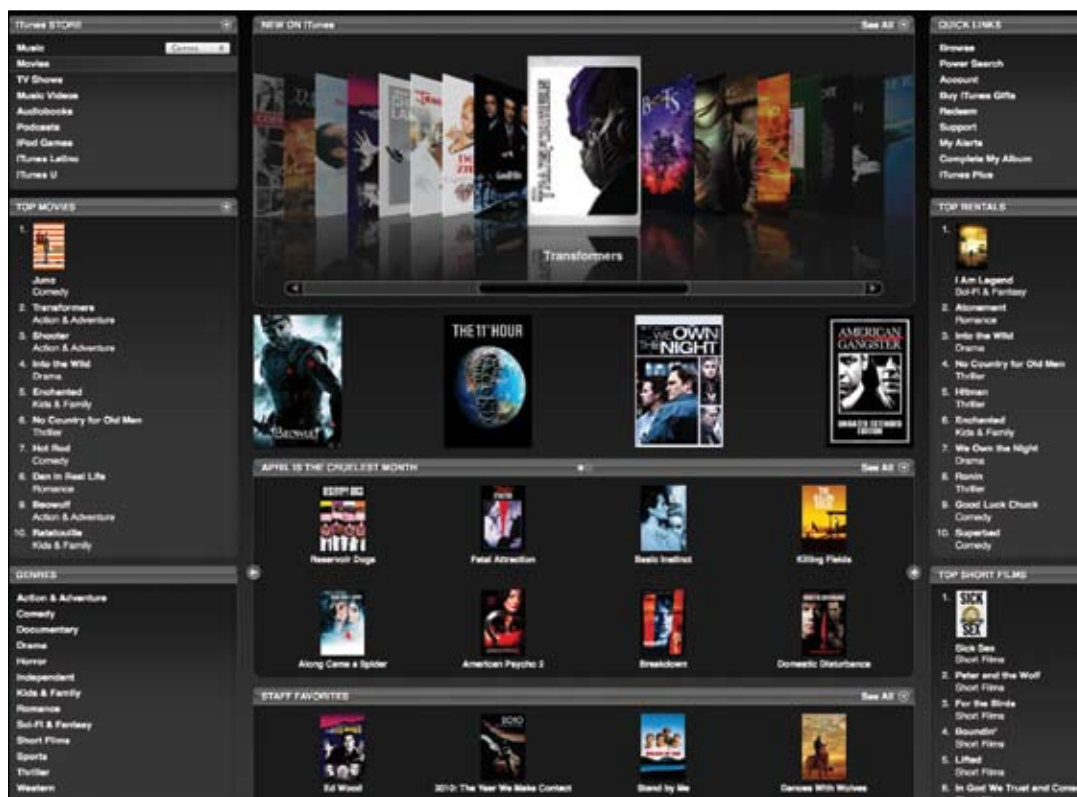 iTunes STORE
Music
Movies
TV Shows
Music Videos
Audiobooks
Podcasts
iPod Games
iTunes Latino
iTunes U
TOP MOVIES
1.
Juno
Comedy
2. Transformers
Action & Adventure
3. Shooter
Action & Adventure
4. Into the Wild
Drama
5. Enchanted
Kids & Family
6. No Country for Old Men
Thriller
7. Hot Rod
Comedy
8. Dan in Real Life
Romance
9. Beowulf
Action & Adventure
10. Ratatouille
Kids & Family
GENRES
Action & Adventure
Comedy
Documentary
Drama
Horror
Independent
Kids & Family
Romance
Sci-Fi & Fantasy
Short Films
Sports
Thriller
Western
NEW ON iTunes
See All
TRANSFORMERS
Transformers
BEOWULF
THE 11TH HOUR
WE OWN
THE NIGHT
AMERICAN
GANGSTER
UNRATED EXTENDED
EDITION
APRIL IS THE CRUELEST MONTH
See All
Reservoir Dogs
Fatal Attraction
Basic Instinct
Killing Fields
Along Came a Spider
American Psycho 2
Breakdown
Domestic Disturbance
STAFF FAVORITES
See All
2010
Ed Wood
2010: The Year We Make Contact
Stand by Me
Dances With Wolves
QUICK LINKS
Browse
Power Search
Account
Buy iTunes Gifts
Redeem
Support
My Alerts
Complete My Album
iTunes Plus
TOP RENTALS
1.
I Am Legend
Sci-Fi & Fantasy
2. Atonement
Romance
3. Into the Wild
Drama
4. No Country for Old Men
Thriller
5. Hitman
Thriller
6. Enchanted
Kids & Family
7. We Own the Night
Drama
8. Ronin
Thriller
9. Good Luck Chuck
Comedy
10. Superbad
Comedy
TOP SHORT FILMS
1.
SICK
SEX
Sick Sex
Short Films
2. Peter and the Wolf
Short Films
3. For the Birds
Short Films
4. Boundin'
Short Films
5. Lifted
Short Films
6. In God We Trust and